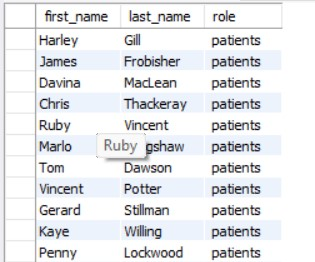 first_name last_name role
Harley Gill patients
James Frobisher patients
Davina MacLean patients
Chris Thackeray patients
Ruby Vincent patients
Marlo Ruby gshaw patients
Tom Dawson patients
Vincent Potter patients
Gerard Stillman patients
Kaye Willing patients
Penny Lockwood patients